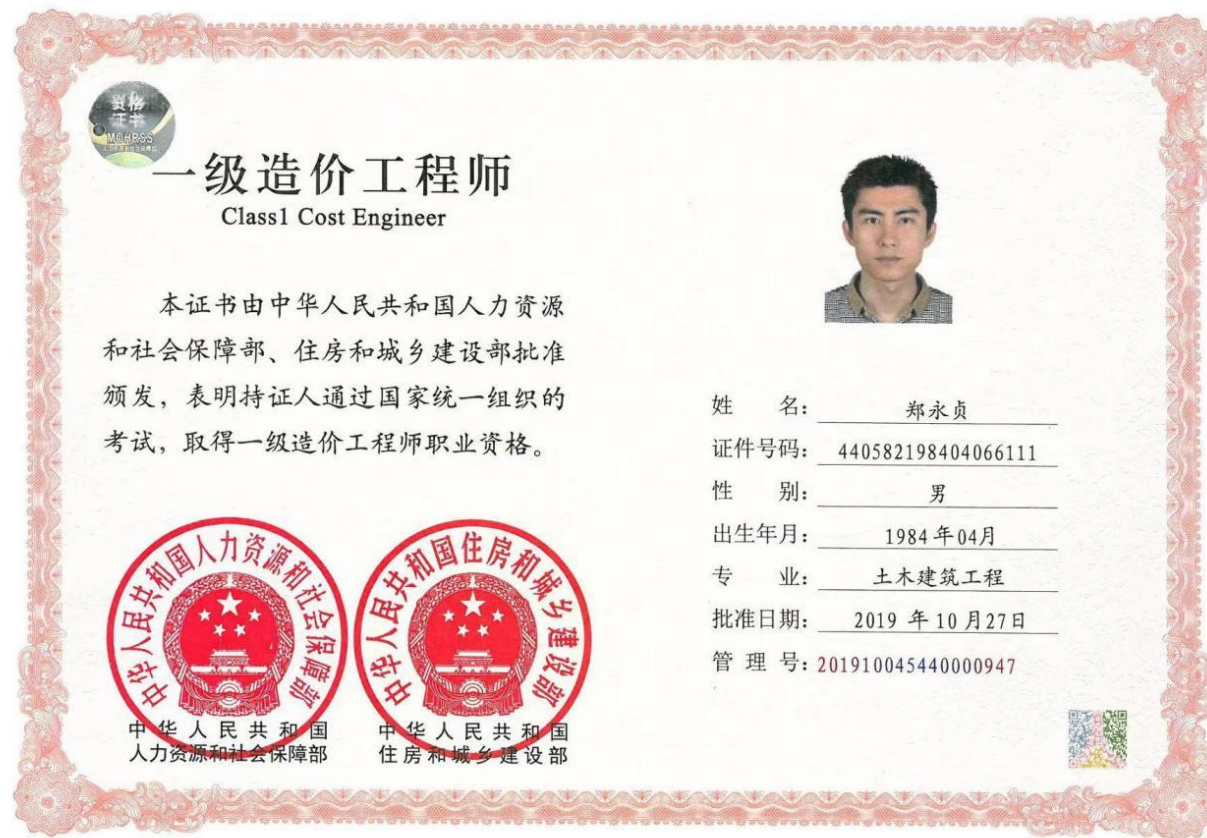 资格
证书
MOHRSS
一级造价工程师
Class1 Cost Engineer
本证书由中华人民共和国人力资源
和社会保障部、住房和城乡建设部批准
颁发，表明持证人通过国家统一组织的
考试，取得一级造价工程师职业资格。
中华人民共和国人力资源和社会保障部
中华人民共和国住房和城乡建设部
中华人民共和国
人力资源和社会保障部
中华人民共和国
住房和城乡建设部
姓 名：郑永贞
证件号码：440582198404066111
性 别：男
出生年月：1984年04月
专 业：土木建筑工程
批准日期：2019 年 10 月27日
管 理 号：201910045440000947